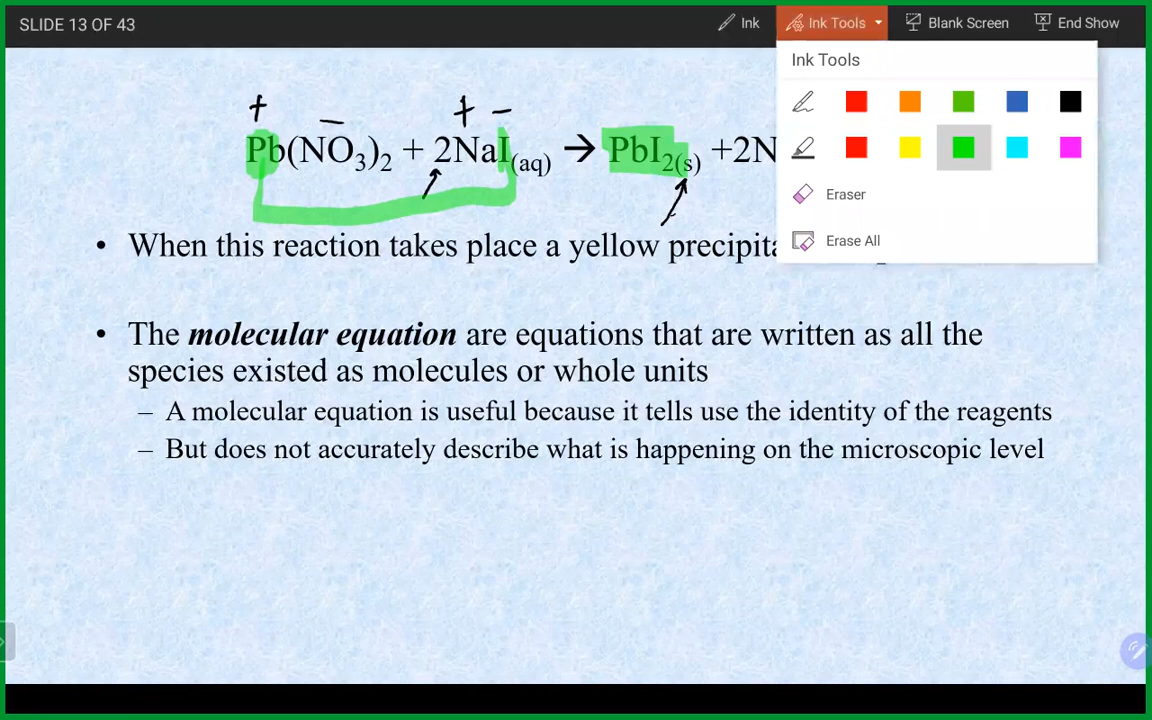 SLIDE 13 OF 43 Ink Ink Tools Blank Screen End Show
Ink Tools
Eraser
Erase All
+ − + −
Pb(NO₃)₂ + 2NaI(aq) → PbI₂(s) +2N
• When this reaction takes place a yellow precipita
• The molecular equation are equations that are written as all the
species existed as molecules or whole units
– A molecular equation is useful because it tells use the identity of the reagents
– But does not accurately describe what is happening on the microscopic level